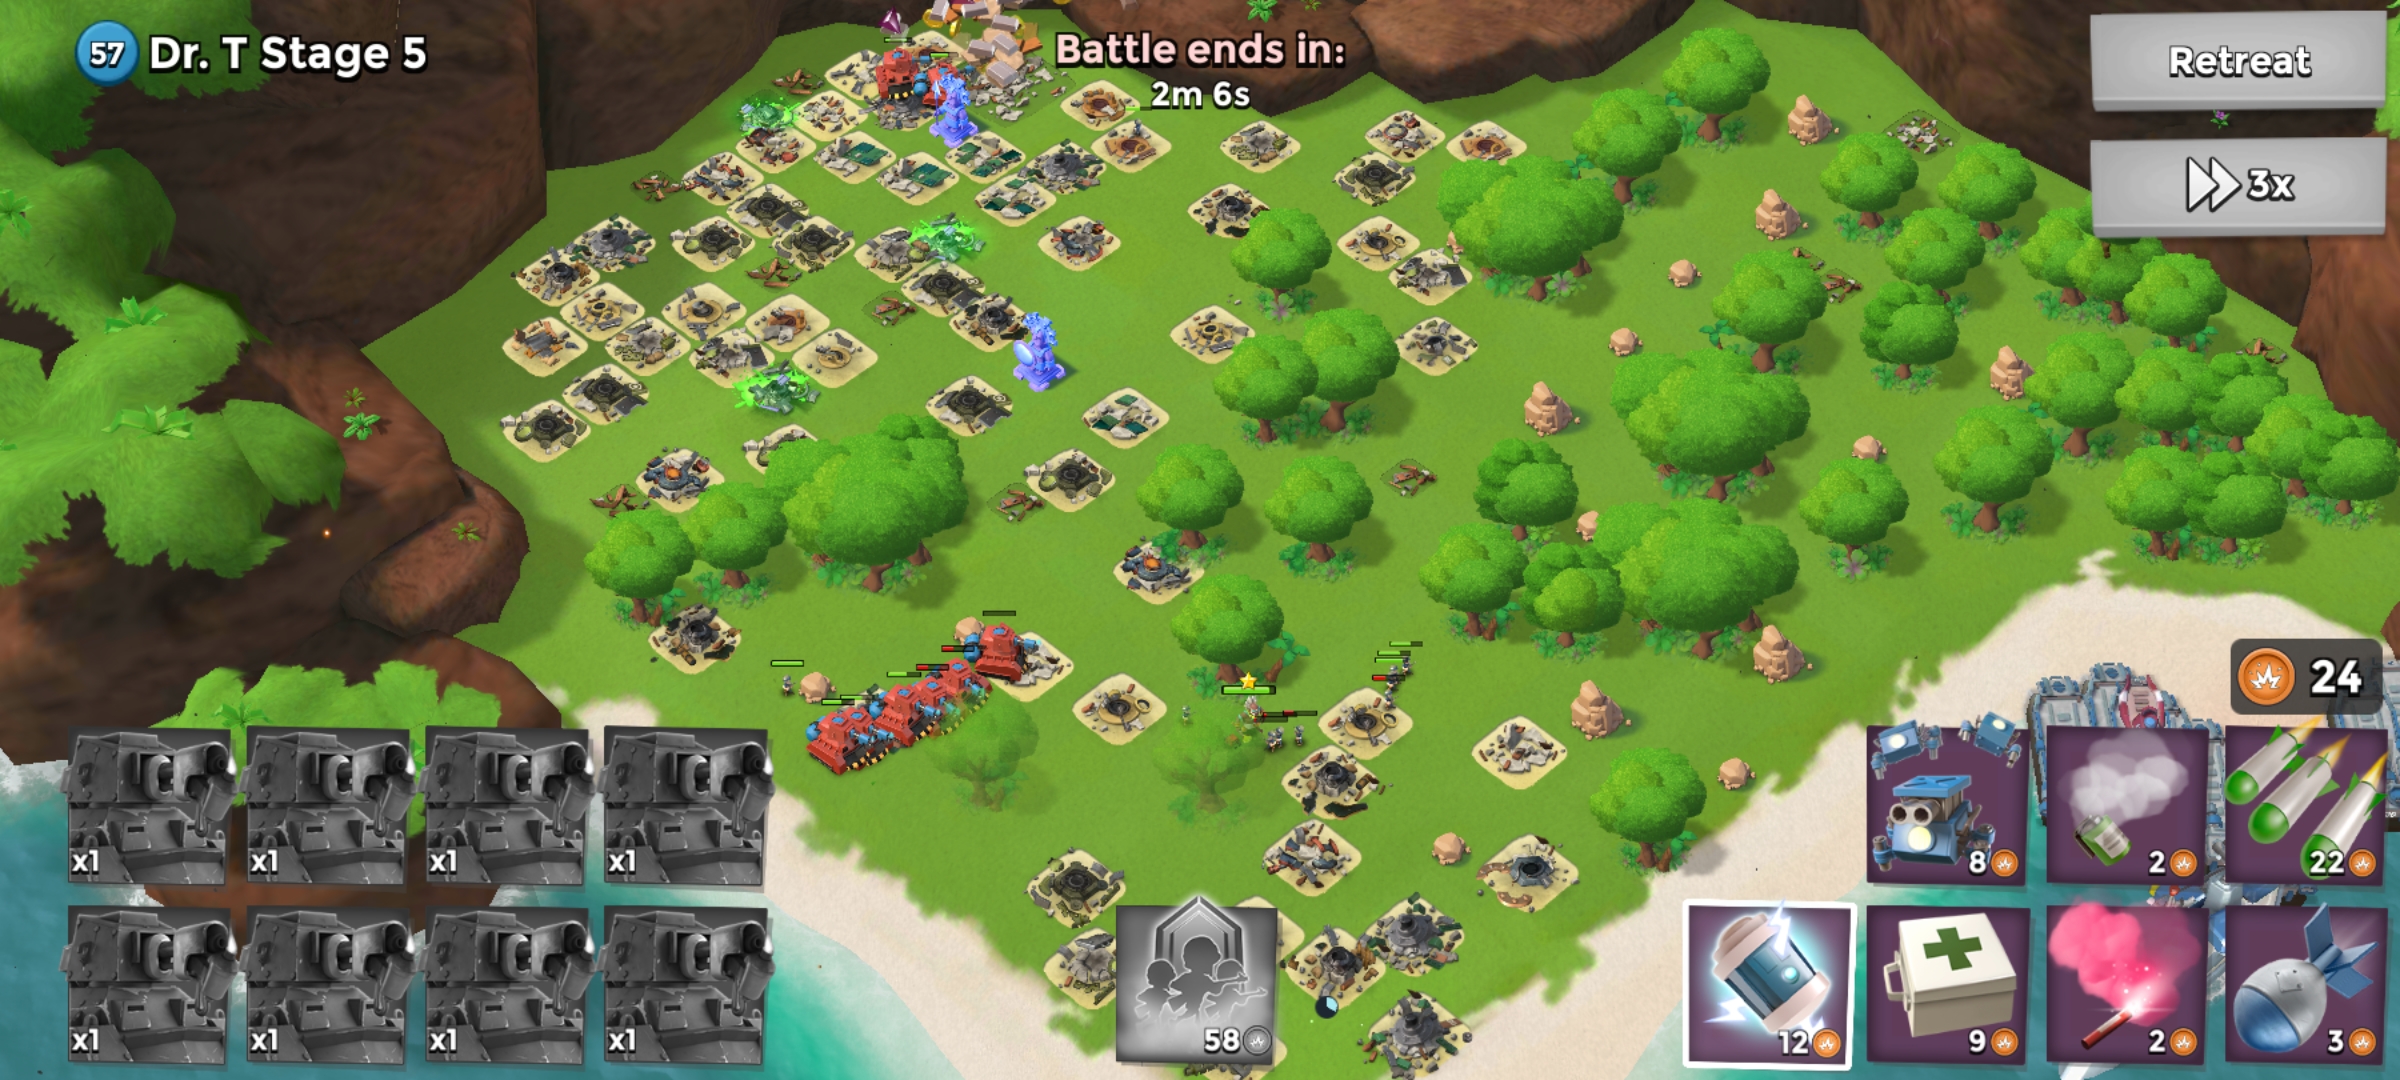 57 Dr. T Stage 5
Battle ends in:
2m 6s
Retreat
3x
24
x1 x1 x1 x1
8 2 22
x1 x1 x1 x1
58
12 9 2 3